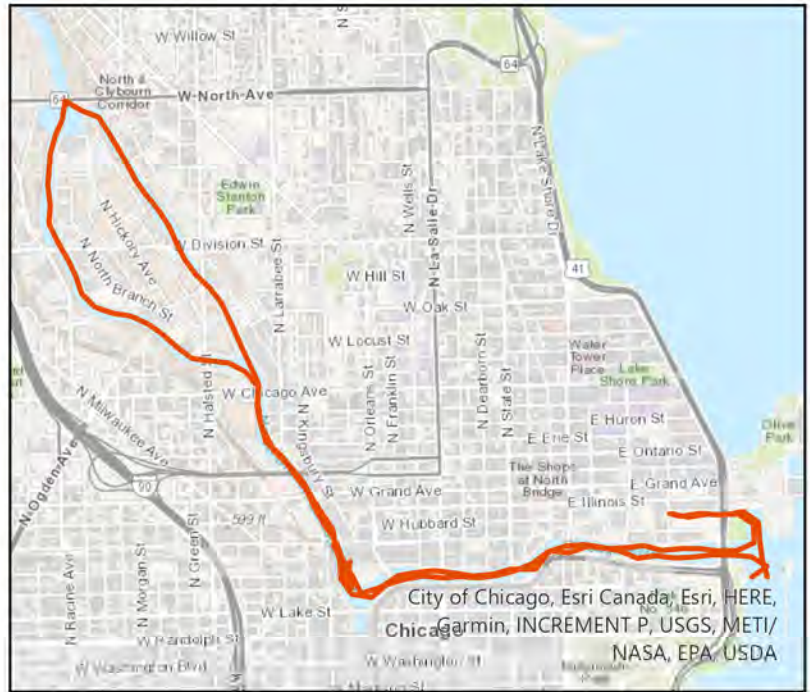 W Willow St
North &
Clybourn
Corridor
64
64
W-North-Ave
N Lake Shore Dr
Edwin
Stanton
Park
N Wells St
N-La-Salle-Dr
N Hickory Ave
W Division St
N North Branch St
N Larrabee St
W Hill St
41
W Oak St
W Locust St
Water
Tower
Place
Lake
Shore Park
N Halsted St
W Chicago Ave
N Orleans St
N Franklin St
N Dearborn St
N State St
N Milwaukee Ave
N Kingsbury St
E Huron St
E Erie St
E Ontario St
Olive
Park
N-Ogden-Ave
90
The Shops
at North
Bridge
E Grand Ave
W Grand Ave
E Illinois St
599 ft
W Hubbard St
N Racine Ave
N Morgan St
N Green St
W Lake St
W Randolph St
W Washington Blvd
Chicago
W Washington St
City of Chicago, Esri Canada, Esri, HERE,
Garmin, INCREMENT P, USGS, METI/
NASA, EPA, USDA